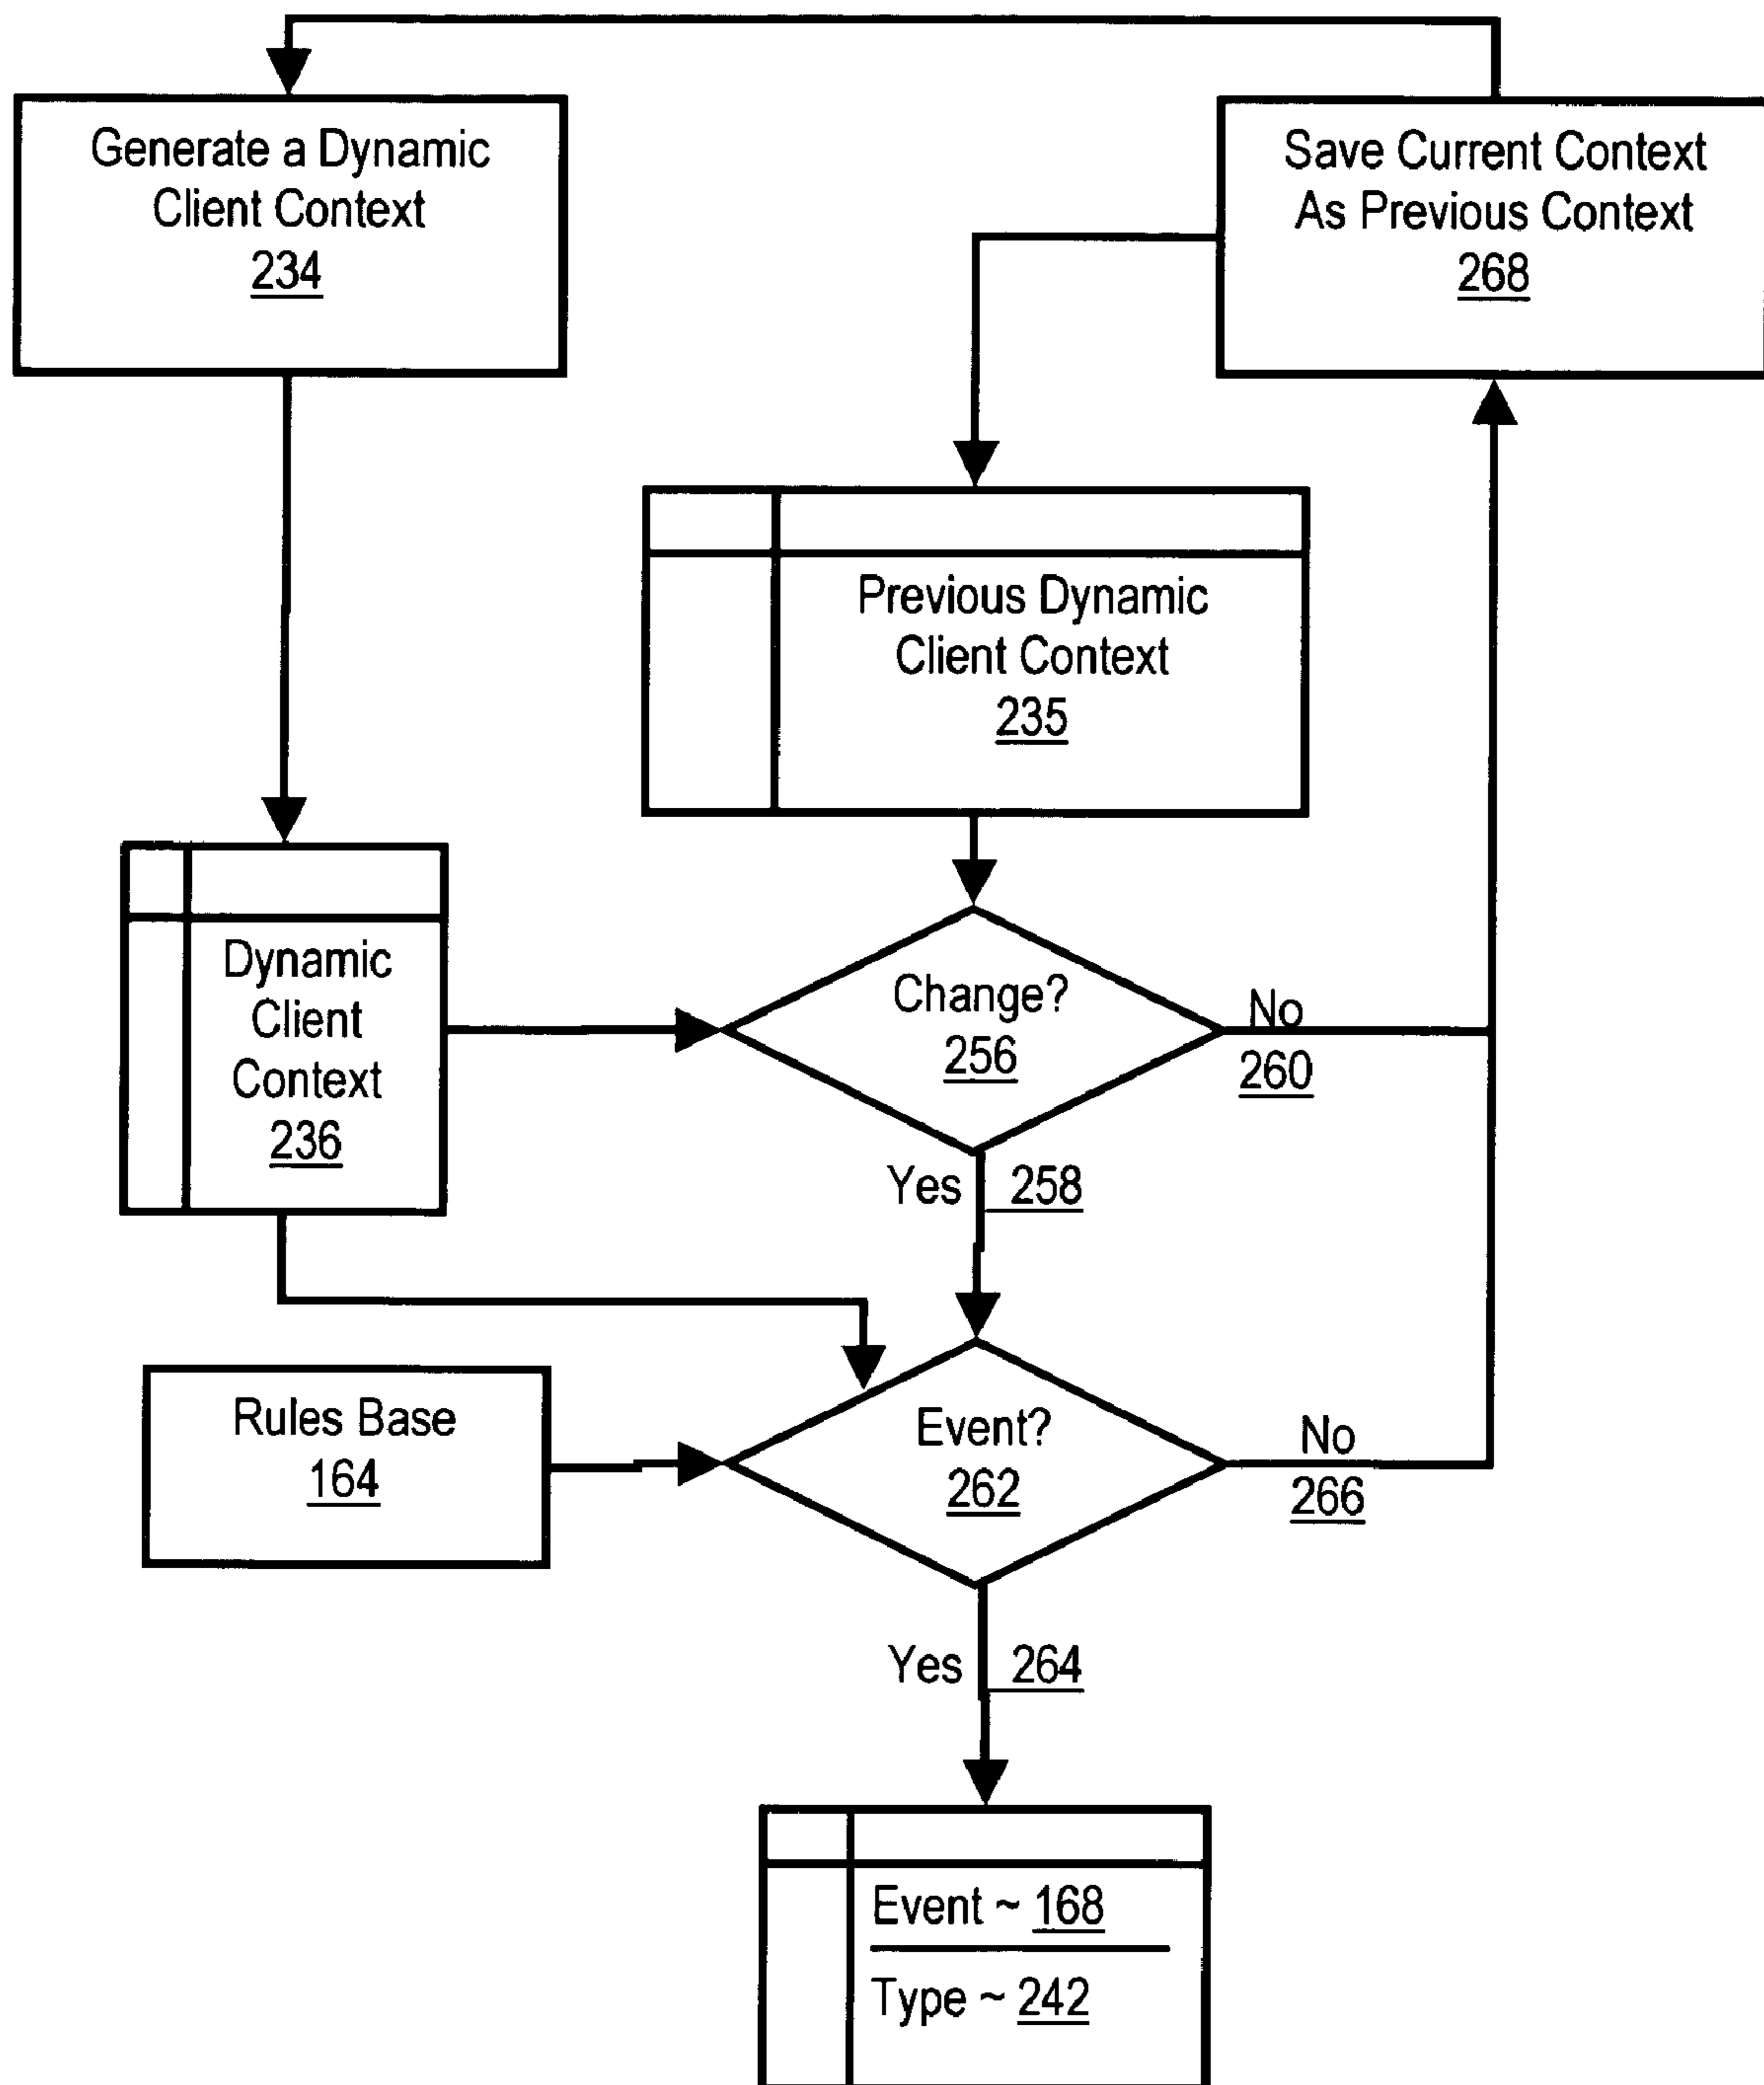 Generate a Dynamic
Client Context
234
Save Current Context
As Previous Context
268
Previous Dynamic
Client Context
235
Dynamic
Client
Context
236
Change?
256
No
260
Yes 258
Rules Base
164
Event?
262
No
266
Yes 264
Event ~ 168
Type ~ 242